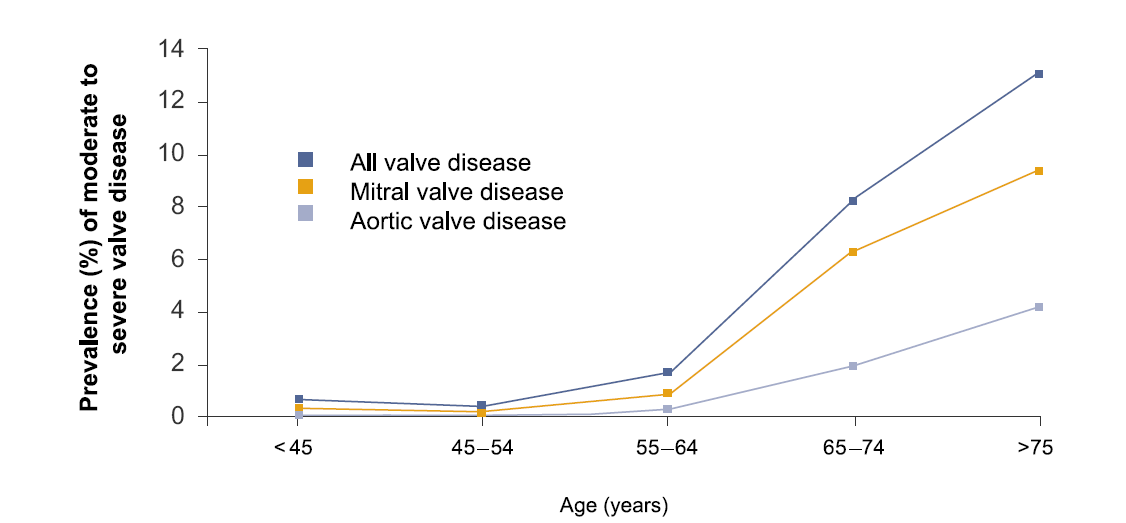 Prevalence (%) of moderate to
severe valve disease
14
12
10
8
6
4
2
0
All valve disease
Mitral valve disease
Aortic valve disease
<45
45–54
55–64
65–74
>75
Age (years)